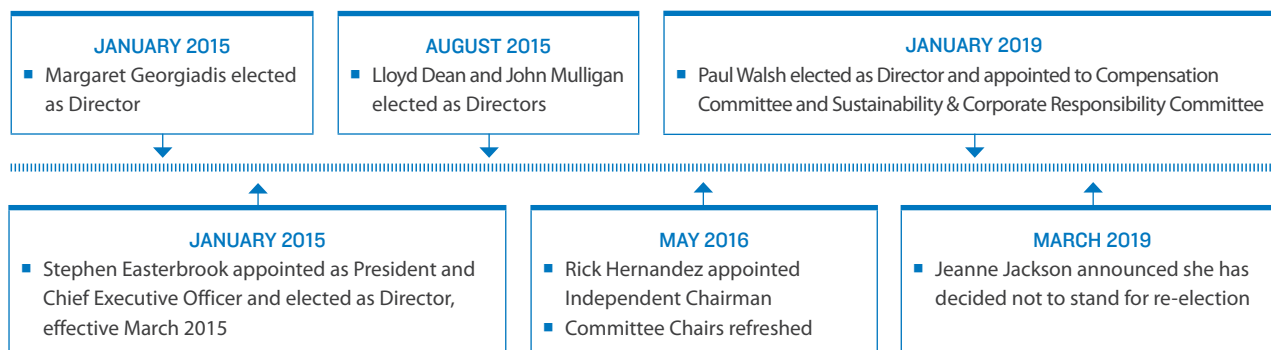 JANUARY 2015
▪ Margaret Georgiadis elected
as Director
AUGUST 2015
▪ Lloyd Dean and John Mulligan
elected as Directors
JANUARY 2019
▪ Paul Walsh elected as Director and appointed to Compensation
Committee and Sustainability & Corporate Responsibility Committee
JANUARY 2015
▪ Stephen Easterbrook appointed as President and
Chief Executive Officer and elected as Director,
effective March 2015
MAY 2016
▪ Rick Hernandez appointed
Independent Chairman
▪ Committee Chairs refreshed
MARCH 2019
▪ Jeanne Jackson announced she has
decided not to stand for re-election